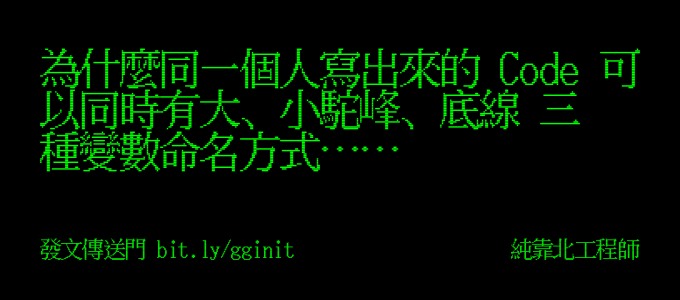 為什麼同一個人寫出來的 Code 可
以同時有大、小駝峰、底線 三
種變數命名方式……
發文傳送門 bit.ly/gginit
純靠北工程師